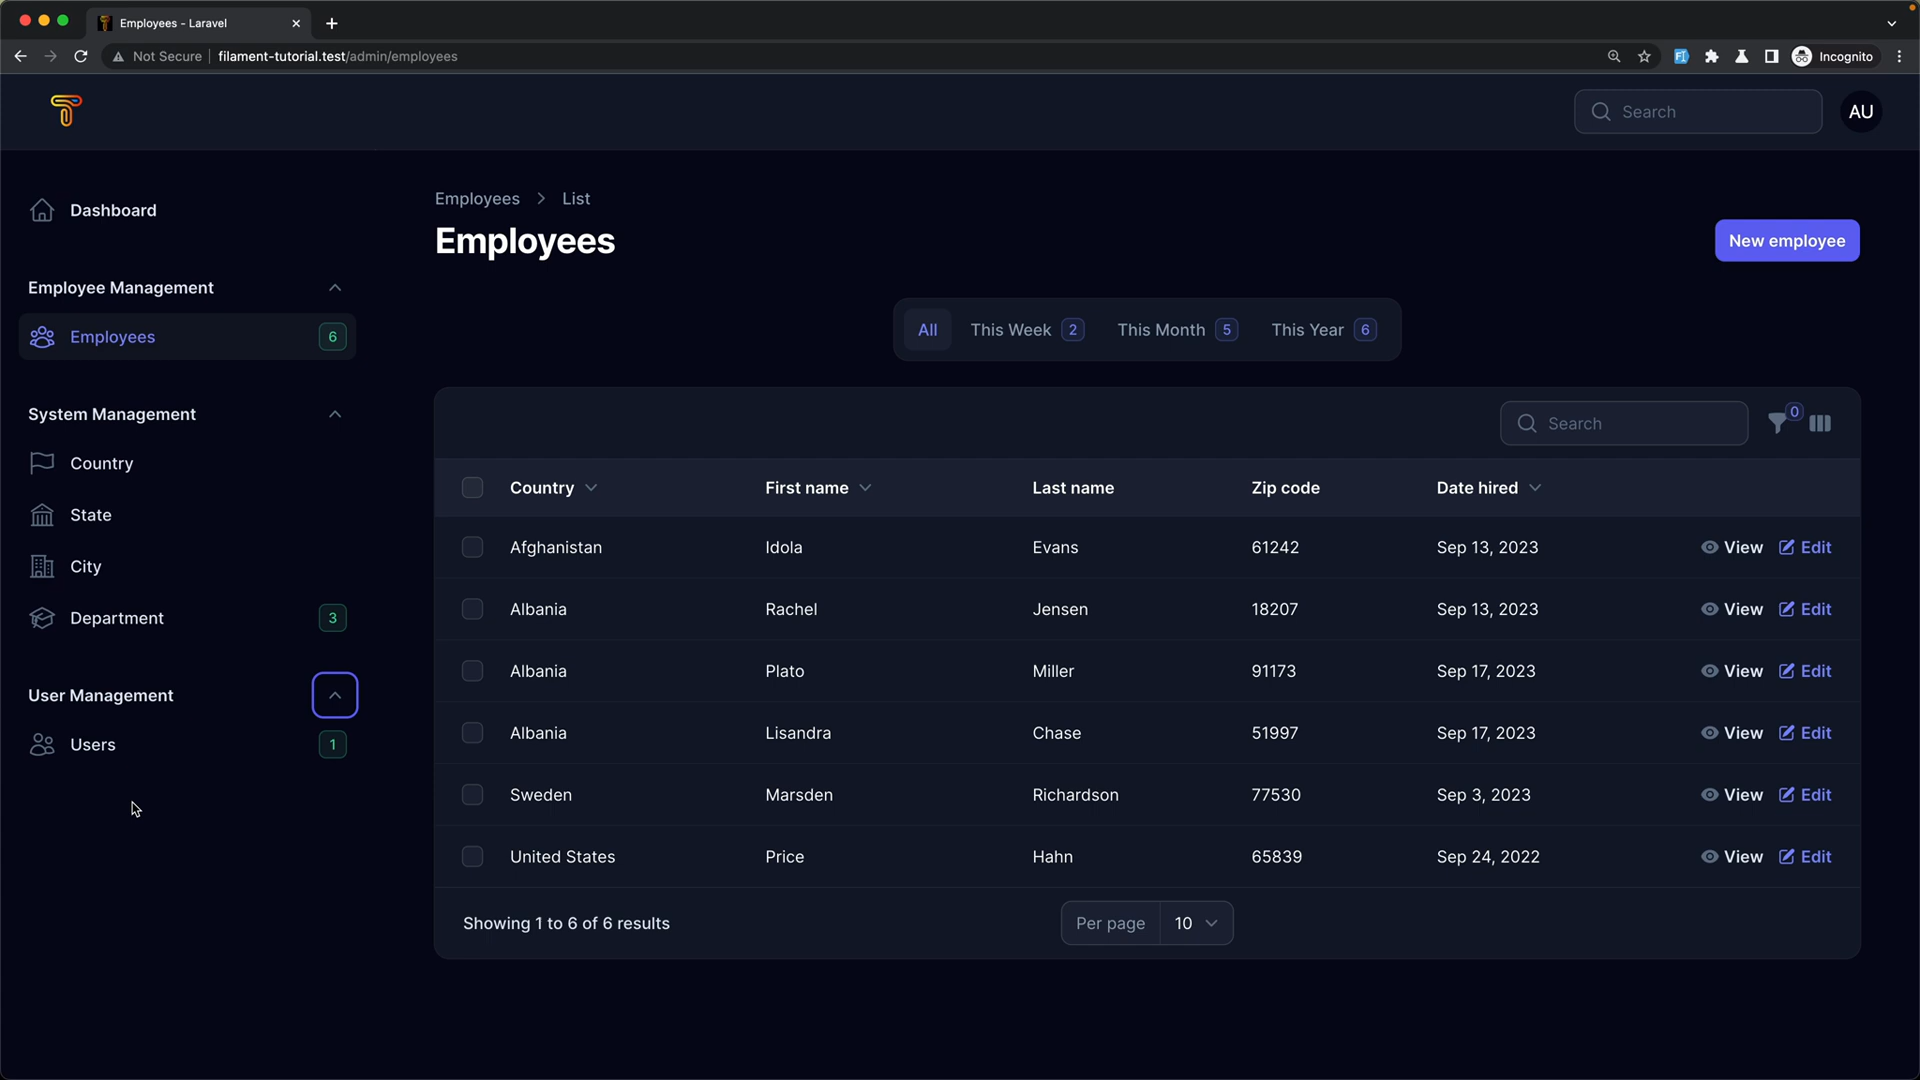 Employees - Laravel
Not Secure filament-tutorial.test/admin/employees
Incognito
Search
AU
Dashboard
Employee Management
Employees 6
System Management
Country
State
City
Department 3
User Management
Users 1
Employees List
Employees
New employee
All This Week 2 This Month 5 This Year 6
Search 0
Country First name Last name Zip code Date hired
Afghanistan Idola Evans 61242 Sep 13, 2023 View Edit
Albania Rachel Jensen 18207 Sep 13, 2023 View Edit
Albania Plato Miller 91173 Sep 17, 2023 View Edit
Albania Lisandra Chase 51997 Sep 17, 2023 View Edit
Sweden Marsden Richardson 77530 Sep 3, 2023 View Edit
United States Price Hahn 65839 Sep 24, 2022 View Edit
Showing 1 to 6 of 6 results
Per page 10